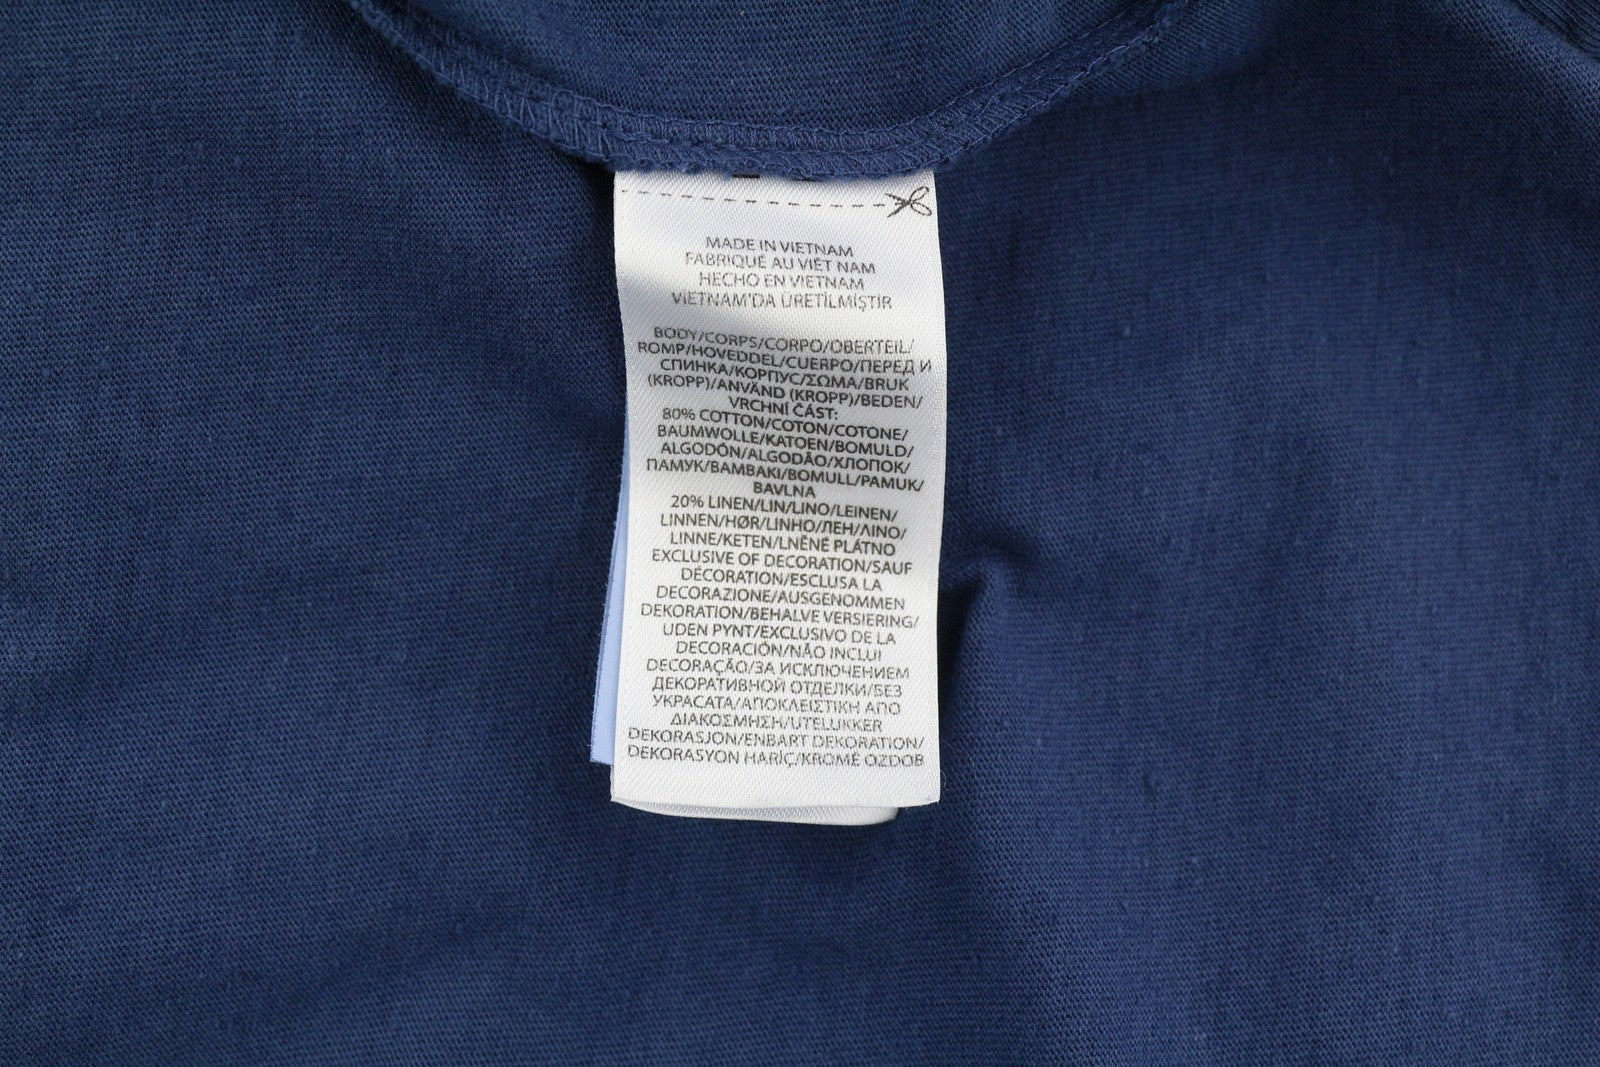 MADE IN VIETNAM
FABRIQUÉ AU VIÊT NAM
HECHO EN VIETNAM
VIETNAM'DA ÜRETİLMİŞTİR
BODY/CORPS/CORPO/OBERTEIL/
ROMP/HOVEDDEL/CUERPO/ПЕРЕД И
СПИНКА/КОРПУС/ΣΩΜΑ/BRUK
(KROPP)/ANVÄND (KROPP)/BEDEN/
VRCHNÍ ČÁST:
80% COTTON/COTON/COTONE/
BAUMWOLLE/KATOEN/BOMULD/
ALGODÓN/ALGODÃO/ХЛОПОК/
ПАМУК/ΒΑΜΒΑΚΙ/BOMULL/PAMUK/
BAVLNA
20% LINEN/LIN/LINO/LEINEN/
LINNEN/HØR/LINHO/ЛЕН/ΛΙΝΟ/
LINNE/KETEN/LNĚNÉ PLÁTNO
EXCLUSIVE OF DECORATION/SAUF
DÉCORATION/ESCLUSA LA
DECORAZIONE/AUSGENOMMEN
DEKORATION/BEHALVE VERSIERING/
UDEN PYNT/EXCLUSIVO DE LA
DECORACIÓN/NÃO INCLUI
DECORAÇÃO/ЗА ИСКЛЮЧЕНИЕМ
ДЕКОРАТИВНОЙ ОТДЕЛКИ/БЕЗ
УКРАСАТА/ΑΠΟΚΛΕΙΣΤΙΚΗ ΑΠΟ
ΔΙΑΚΟΣΜΗΣΗ/UTELUKKER
DEKORASJON/ENBART DEKORATION/
DEKORASYON HARİÇ/KROMĚ OZDOB